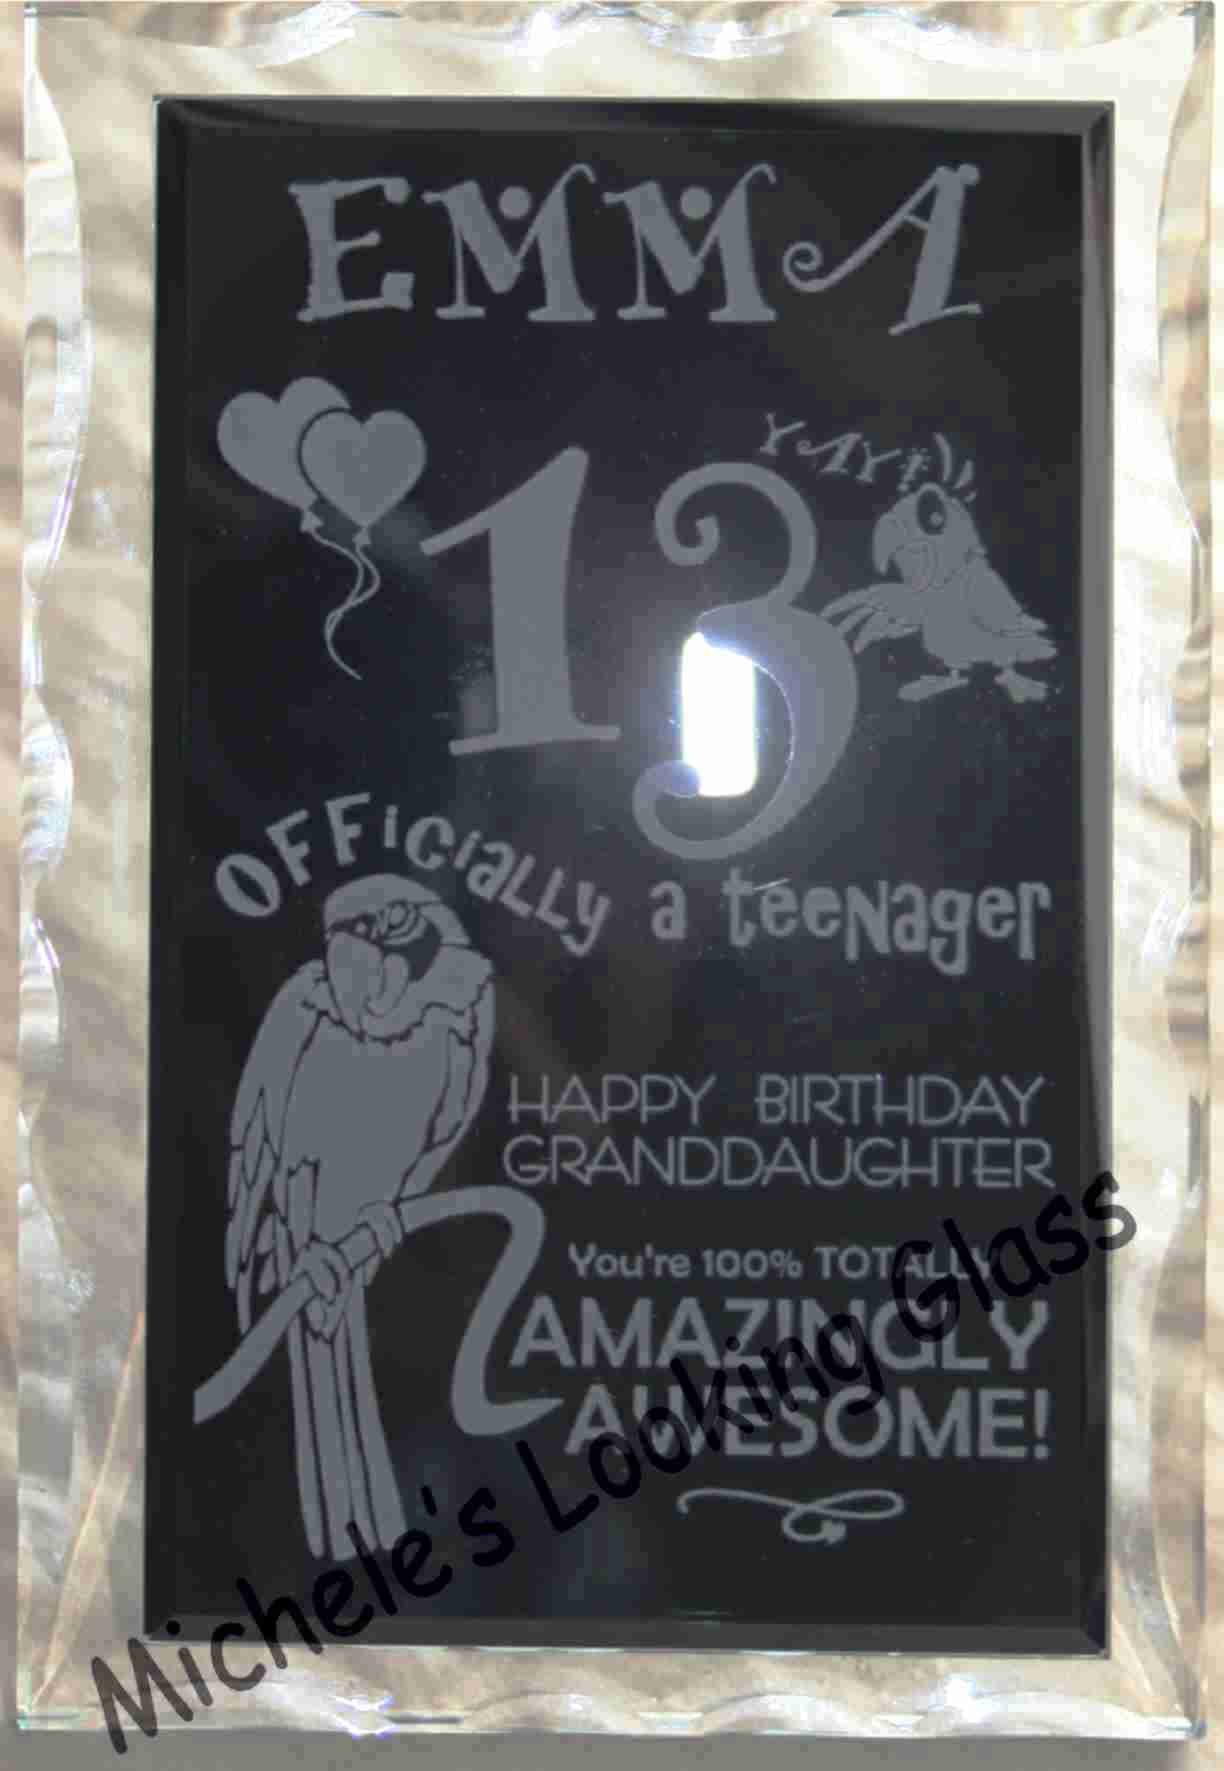 EMMA
YAY!
13
OFFiCiaLLy a teeNager
HAPPY BIRTHDAY
GRANDDAUGHTER
You're 100% TOTALLY
AMAZINGLY
AWESOME!
Michele's Looking Glass